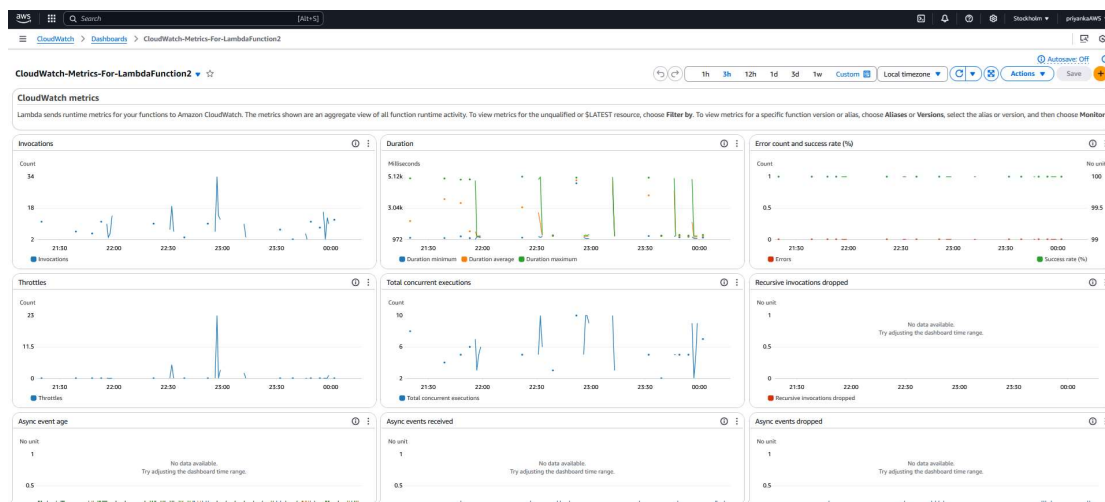 aws Search [Alt+S] Stockholm ▼ priyankaAWS
CloudWatch > Dashboards > CloudWatch-Metrics-For-LambdaFunction2
Autosave: Off
CloudWatch-Metrics-For-LambdaFunction2 ▼ ☆ 1h 3h 12h 1d 3d 1w Custom Local timezone ▼ Actions ▼ Save +
CloudWatch metrics
Lambda sends runtime metrics for your functions to Amazon CloudWatch. The metrics shown are an aggregate view of all function runtime activity. To view metrics for the unqualified or $LATEST resource, choose Filter by. To view metrics for a specific function version or alias, choose Aliases or Versions, select the alias or version, and then choose Monitor
Invocations
Count
34
18
2
21:30 22:00 22:30 23:00 23:30 00:00
Invocations
Duration
Milliseconds
5.12k
3.04k
972
21:30 22:00 22:30 23:00 23:30 00:00
Duration minimum Duration average Duration maximum
Error count and success rate (%)
Count No unit
1 100
0.5 99.5
0 99
21:30 22:00 22:30 23:00 23:30 00:00
Errors Success rate (%)
Throttles
Count
23
11.5
0
21:30 22:00 22:30 23:00 23:30 00:00
Throttles
Total concurrent executions
Count
10
6
2
21:30 22:00 22:30 23:00 23:30 00:00
Total concurrent executions
Recursive invocations dropped
No unit
1
No data available.
Try adjusting the dashboard time range.
0.5
0
21:30 22:00 22:30 23:00 23:30 00:00
Recursive invocations dropped
Async event age
No unit
1
No data available.
Try adjusting the dashboard time range.
0.5
Async events received
No unit
1
No data available.
Try adjusting the dashboard time range.
0.5
Async events dropped
No unit
1
No data available.
Try adjusting the dashboard time range.
0.5